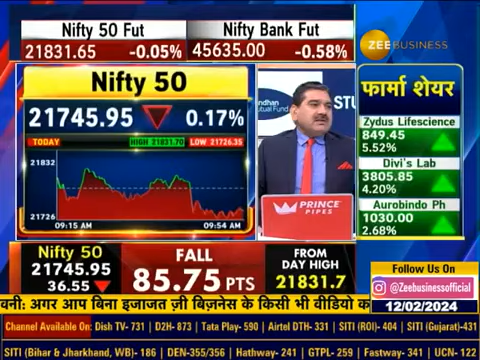 Nifty 50 Fut
21831.65 -0.05%
Nifty Bank Fut
45635.00 -0.58%
ZEE BUSINESS
Nifty 50
21745.95 0.17%
TODAY HIGH 21831.70 LOW 21726.35
21832
21726
09:15 AM 09:54 AM
Mutual Fund
STU
PRINCE
PIPES
फार्मा शेयर
Zydus Lifescience
849.45
5.52%
Divi's Lab
3805.85
4.20%
Aurobindo Ph
1030.00
2.68%
Nifty 50
21745.95
36.55
FALL
85.75 PTS
FROM
DAY HIGH
21831.7
Follow Us On
@Zeebusinessofficial
वनी: अगर आप बिना इजाजत ज़ी बिज़नेस के किसी भी वीडियो क
12/02/2024
Channel Available On: Dish TV- 731 | D2H- 873 | Tata Play- 590 | Airtel DTH- 331 | SITI (ROI)- 404 | SITI (Gujarat)- 431
SITI (Bihar & Jharkhand, WB)- 186 | DEN-355/356 | Hathway- 241 | GTPL- 259 | Fastway- 341 | UCN- 122